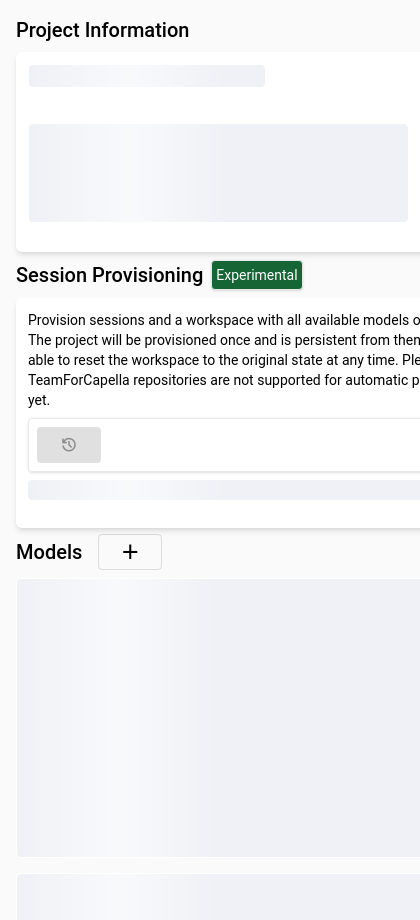 Project Information
Session Provisioning Experimental
Provision sessions and a workspace with all available models o
The project will be provisioned once and is persistent from then
able to reset the workspace to the original state at any time. Ple
TeamForCapella repositories are not supported for automatic p
yet.
Models +